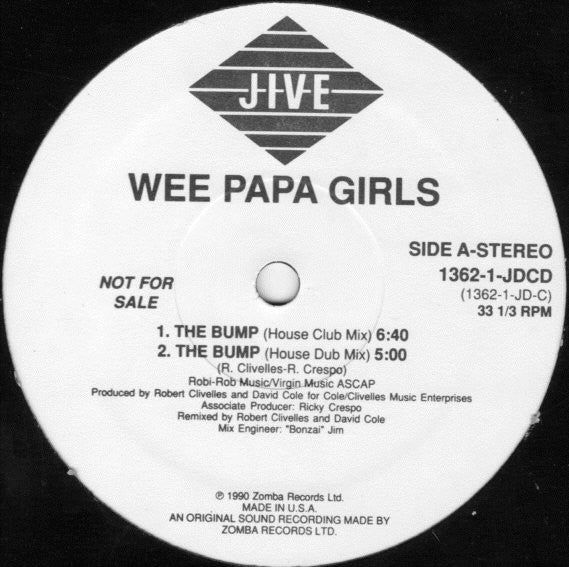 JIVE
WEE PAPA GIRLS
SIDE A-STEREO
1362-1-JDCD
(1362-1-JD-C)
33 1/3 RPM
NOT FOR
SALE
1. THE BUMP (House Club Mix) 6:40
2. THE BUMP (House Dub Mix) 5:00
(R. Clivelles-R. Crespo)
Robi-Rob Music/Virgin Music ASCAP
Produced by Robert Clivelles and David Cole for Cole/Clivelles Music Enterprises
Associate Producer: Ricky Crespo
Remixed by Robert Clivelles and David Cole
Mix Engineer: "Bonzai" Jim
℗ 1990 Zomba Records Ltd.
MADE IN U.S.A.
AN ORIGINAL SOUND RECORDING MADE BY
ZOMBA RECORDS LTD.